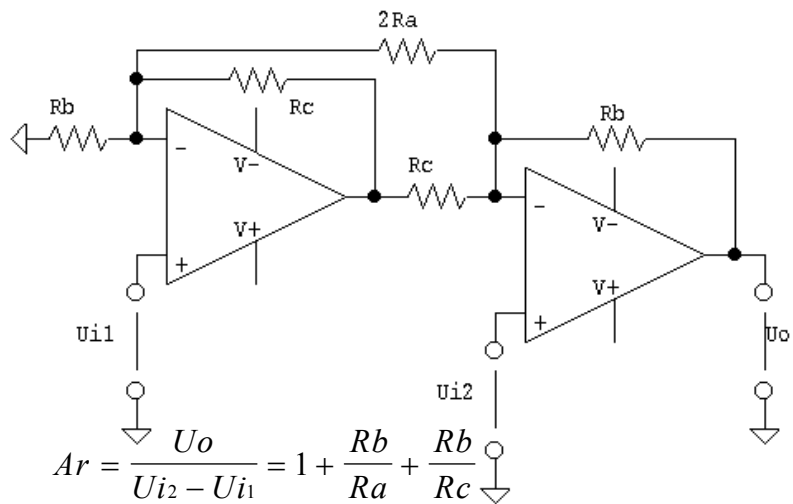 2Ra
Rb
Rc
Rb
-
V-
Rc
V+
+
-
V-
V+
+
Ui1
Ui2
Uo
Ar = Uo / (Ui2 − Ui1) = 1 + Rb / Ra + Rb / Rc